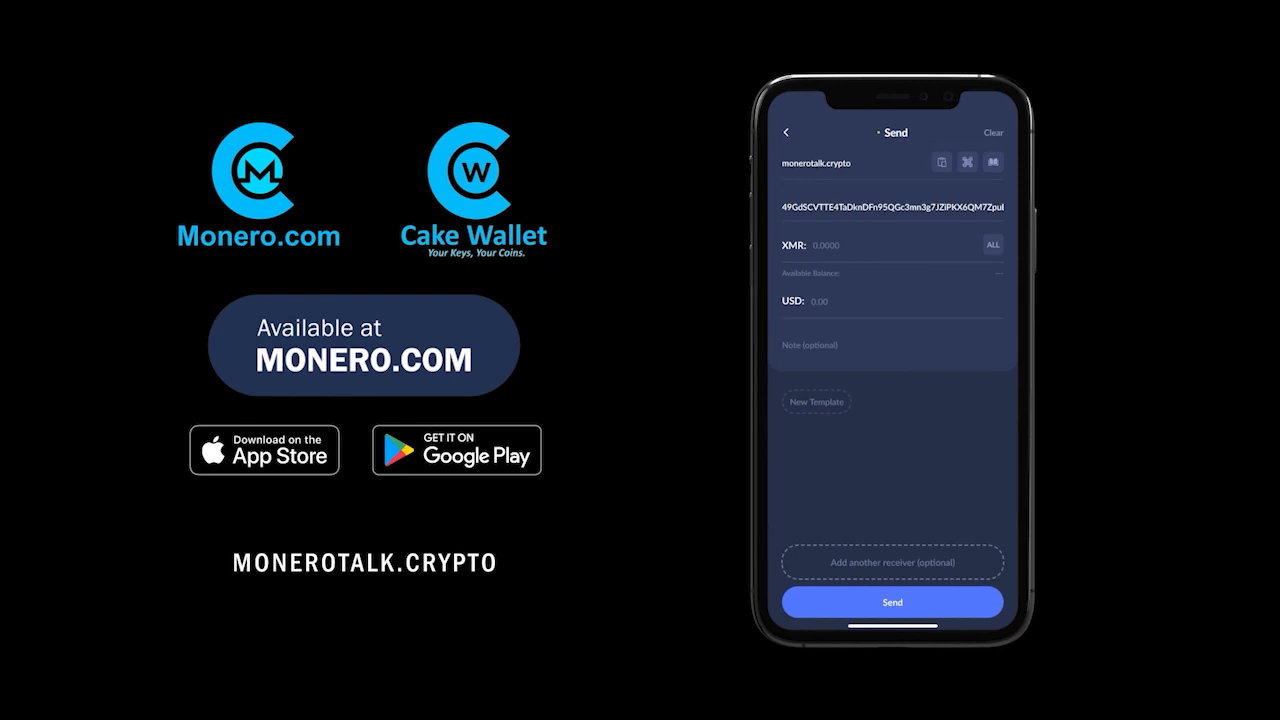 Monero.com
W
Cake Wallet
Your Keys, Your Coins.
Available at
MONERO.COM
Download on the
App Store
GET IT ON
Google Play
MONEROTALK.CRYPTO
Send
Clear
monerotalk.crypto
49GdSCVTTE4TaDknDFn95QGc3mn3g7JZiPKX6QM7Zpul
XMR: 0.0000
ALL
Available Balance:
---
USD: 0.00
Note (optional)
New Template
Add another receiver (optional)
Send